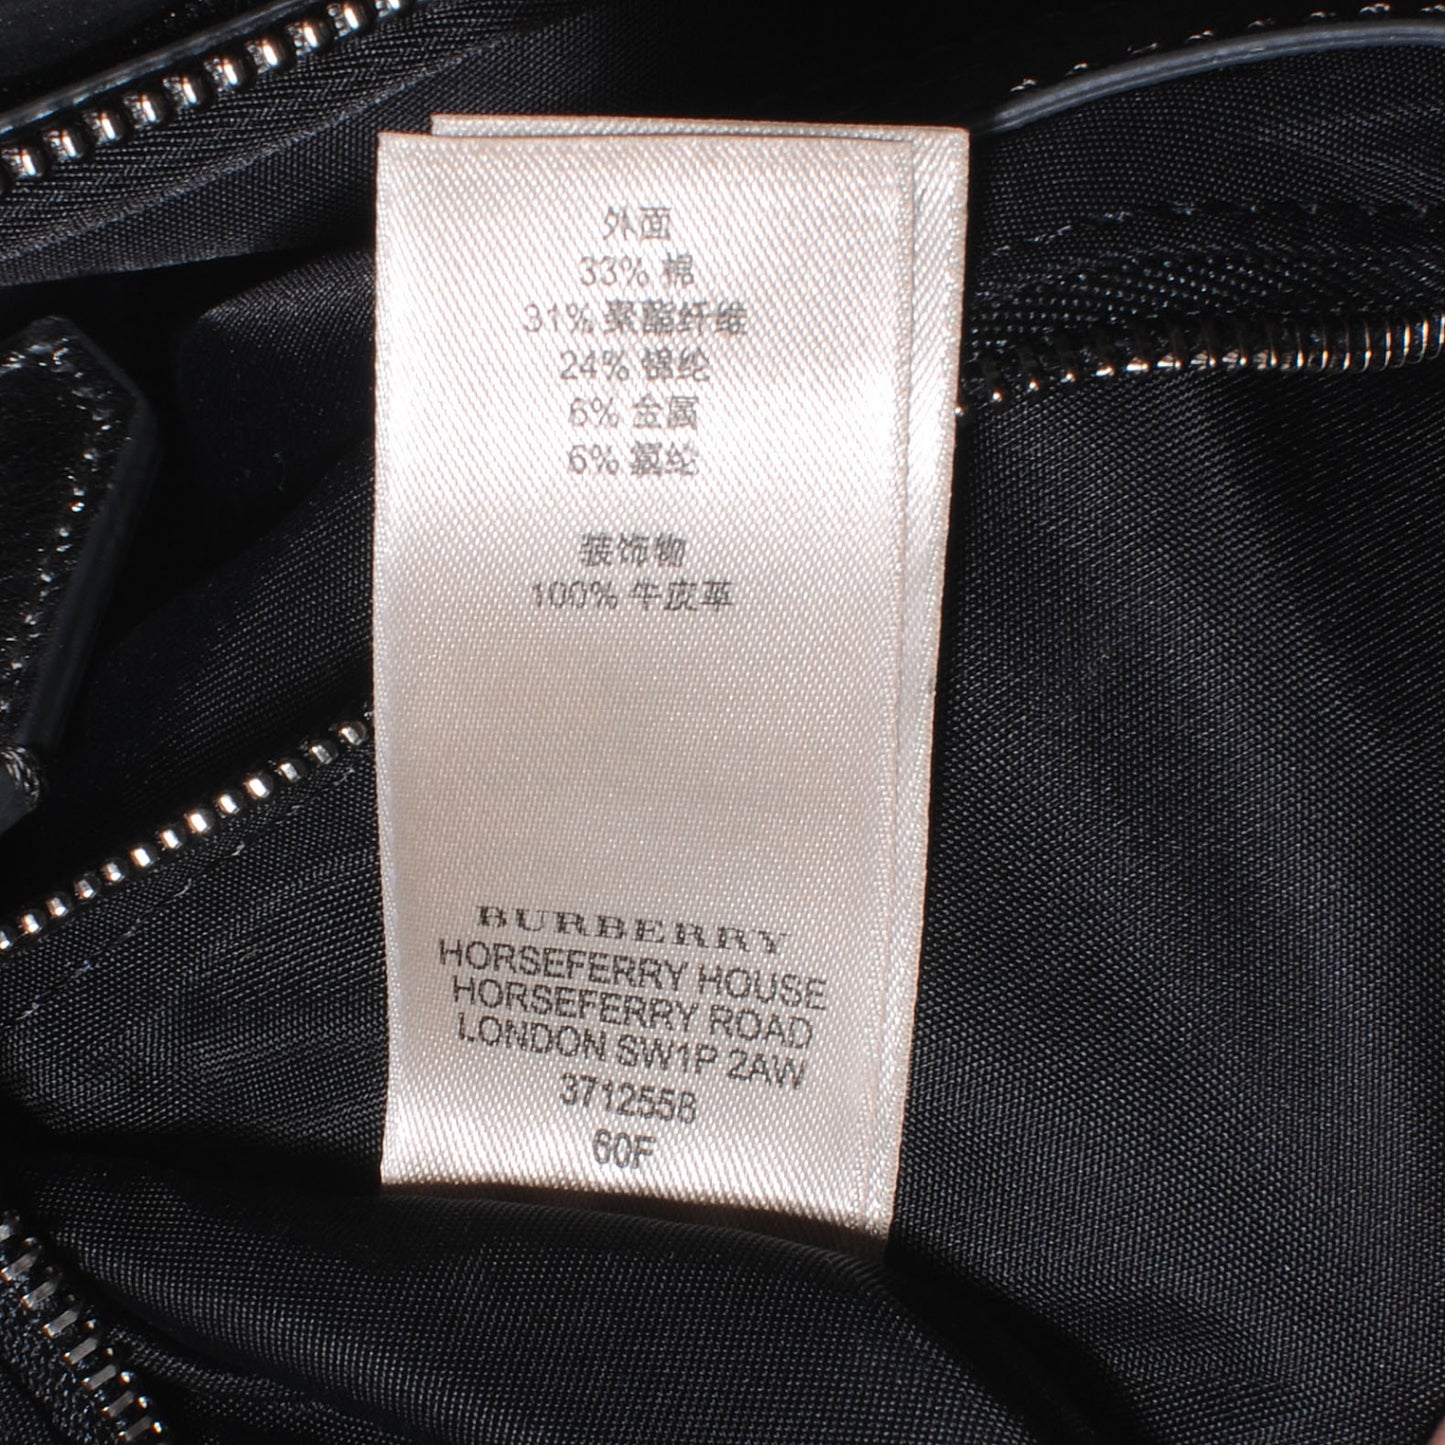 外面
33% 棉
31% 聚酯纤维
24% 锦纶
6% 金属
6% 氨纶
装饰物
100% 牛皮革
BURBERRY
HORSEFERRY HOUSE
HORSEFERRY ROAD
LONDON SW1P 2AW
3712558
60F